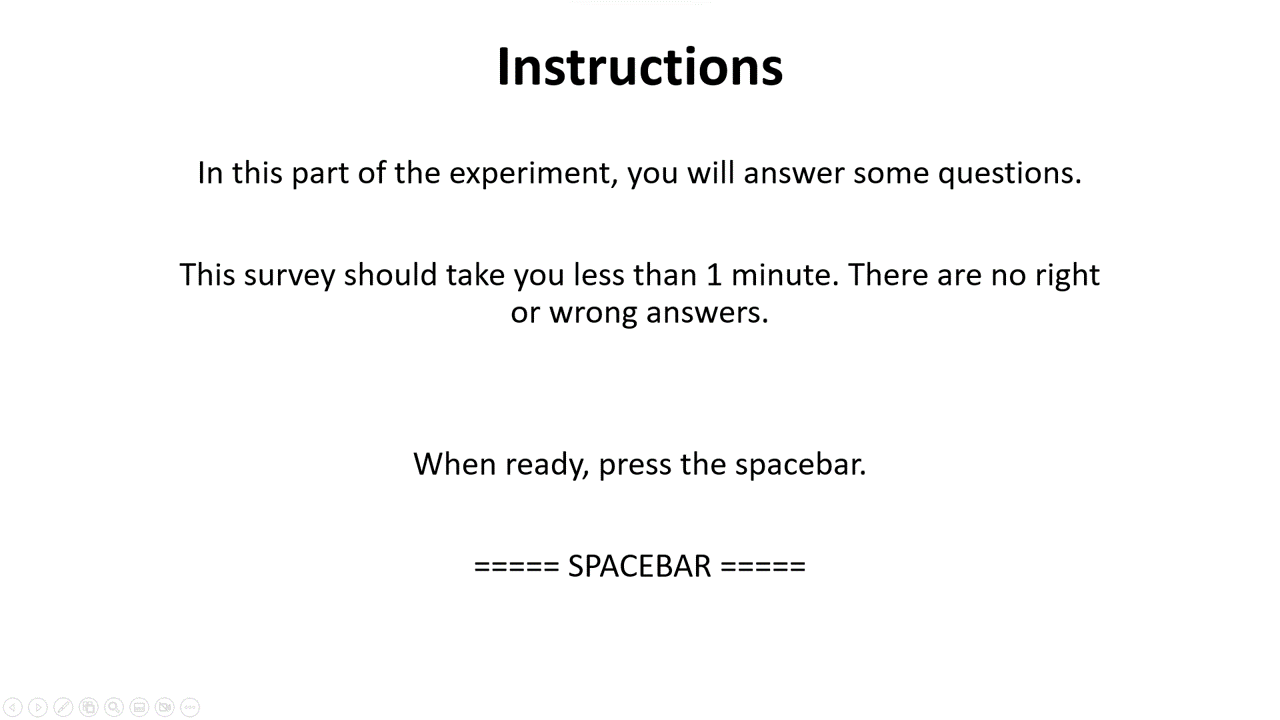 Instructions
In this part of the experiment, you will answer some questions.
This survey should take you less than 1 minute. There are no right
or wrong answers.
When ready, press the spacebar.
===== SPACEBAR =====